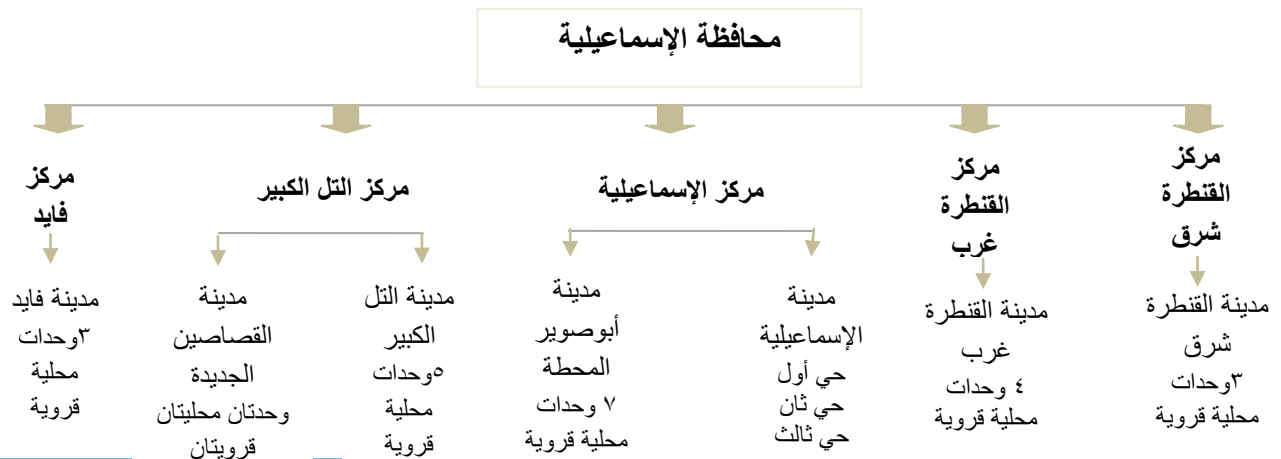 محافظة الإسماعيلية
مركز
القنطرة
شرق
مدينة القنطرة
شرق
٣وحدات
محلية قروية
مركز
القنطرة
غرب
مدينة القنطرة
غرب
٤ وحدات
محلية قروية
مركز الإسماعيلية
مدينة
الإسماعيلية
حي أول
حي ثان
حي ثالث
مدينة
أبوصوير
المحطة
٧ وحدات
محلية قروية
مركز التل الكبير
مدينة التل
الكبير
٥وحدات
محلية
قروية
مدينة
القصاصين
الجديدة
وحدتان محليتان
قرويتان
مركز
فايد
مدينة فايد
٣وحدات
محلية
قروية